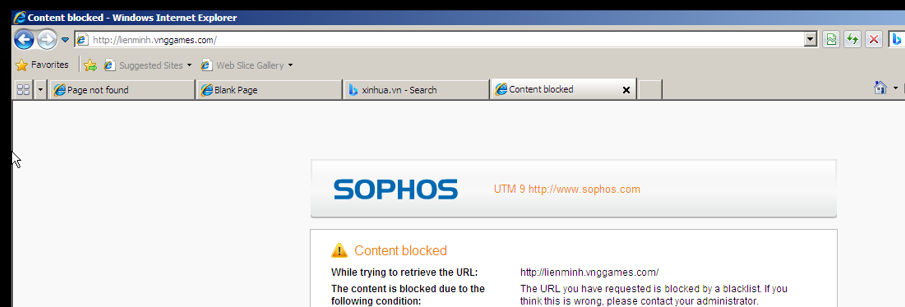 Content blocked - Windows Internet Explorer
http://lienminh.vnggames.com/
Favorites Suggested Sites Web Slice Gallery
Page not found Blank Page xinhua.vn - Search Content blocked
SOPHOS UTM 9 http://www.sophos.com
Content blocked
While trying to retrieve the URL: http://lienminh.vnggames.com/
The content is blocked due to the The URL you have requested is blocked by a blacklist. If you
following condition: think this is wrong, please contact your administrator.